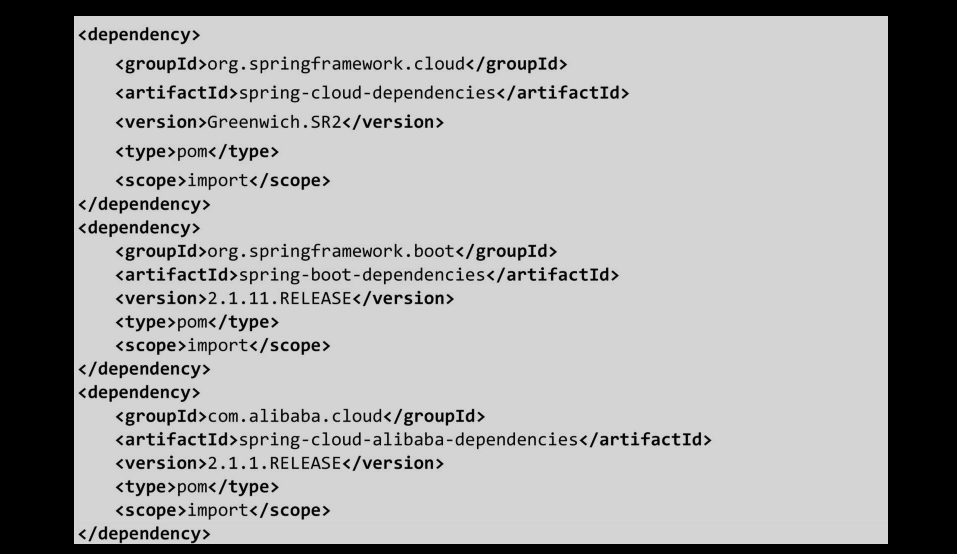 <dependency>
<groupId>org.springframework.cloud</groupId>
<artifactId>spring-cloud-dependencies</artifactId>
<version>Greenwich.SR2</version>
<type>pom</type>
<scope>import</scope>
</dependency>
<dependency>
<groupId>org.springframework.boot</groupId>
<artifactId>spring-boot-dependencies</artifactId>
<version>2.1.11.RELEASE</version>
<type>pom</type>
<scope>import</scope>
</dependency>
<dependency>
<groupId>com.alibaba.cloud</groupId>
<artifactId>spring-cloud-alibaba-dependencies</artifactId>
<version>2.1.1.RELEASE</version>
<type>pom</type>
<scope>import</scope>
</dependency>